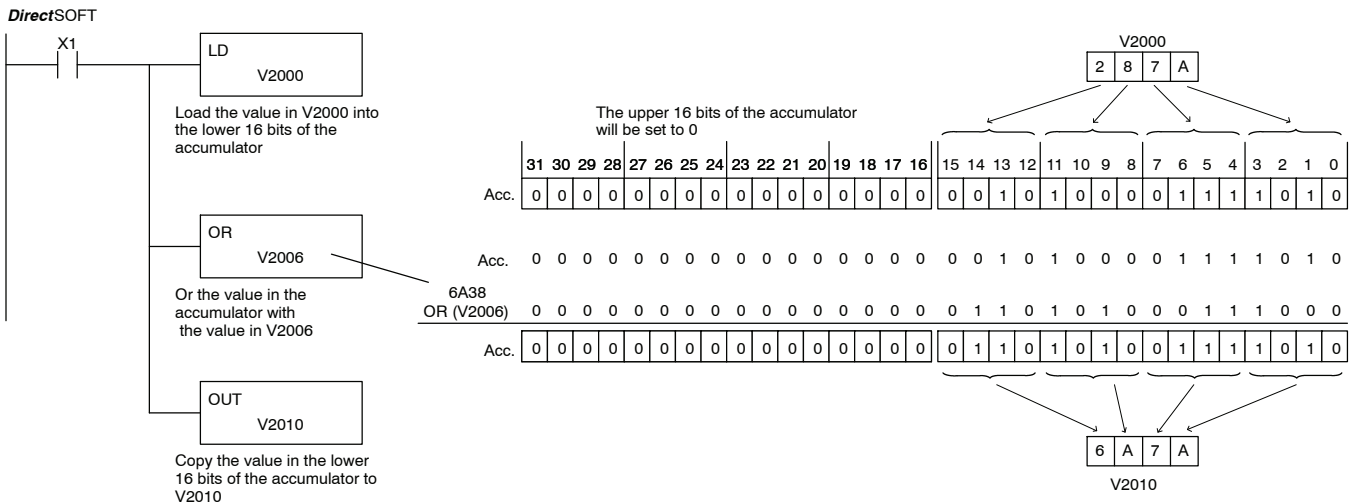 DirectSOFT
X1
LD
V2000
Load the value in V2000 into
the lower 16 bits of the
accumulator
OR
V2006
Or the value in the
accumulator with
the value in V2006
OUT
V2010
Copy the value in the lower
16 bits of the accumulator to
V2010
V2000
2 8 7 A
The upper 16 bits of the accumulator
will be set to 0
31 30 29 28 27 26 25 24 23 22 21 20 19 18 17 16 15 14 13 12 11 10 9 8 7 6 5 4 3 2 1 0
Acc. 0 0 0 0 0 0 0 0 0 0 0 0 0 0 0 0 0 0 1 0 1 0 0 0 0 1 1 1 1 0 1 0
Acc. 0 0 0 0 0 0 0 0 0 0 0 0 0 0 0 0 0 0 1 0 1 0 0 0 0 1 1 1 1 0 1 0
6A38
OR (V2006) 0 0 0 0 0 0 0 0 0 0 0 0 0 0 0 0 0 1 1 0 1 0 1 0 0 0 1 1 1 0 0 0
Acc. 0 0 0 0 0 0 0 0 0 0 0 0 0 0 0 0 0 1 1 0 1 0 1 0 0 1 1 1 1 0 1 0
6 A 7 A
V2010